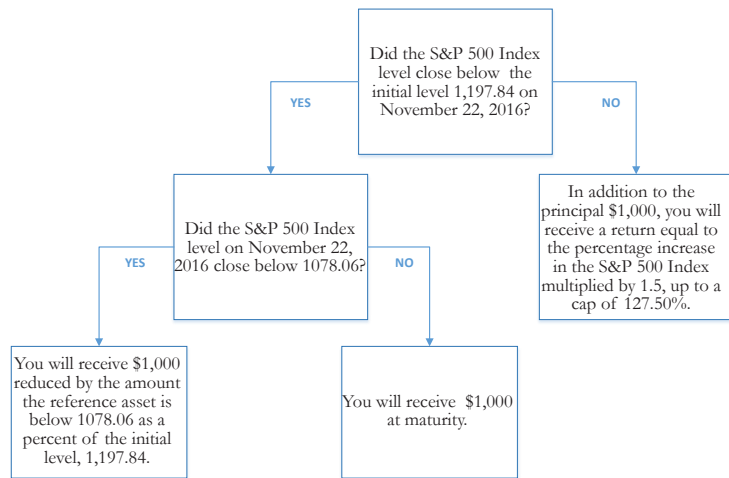 Did the S&P 500 Index
level close below the
initial level 1,197.84 on
November 22, 2016?
YES
NO
Did the S&P 500 Index
level on November 22,
2016 close below 1078.06?
In addition to the
principal $1,000, you will
receive a return equal to
the percentage increase
in the S&P 500 Index
multiplied by 1.5, up to a
cap of 127.50%.
YES
NO
You will receive $1,000
reduced by the amount
the reference asset is
below 1078.06 as a
percent of the initial
level, 1,197.84.
You will receive $1,000
at maturity.